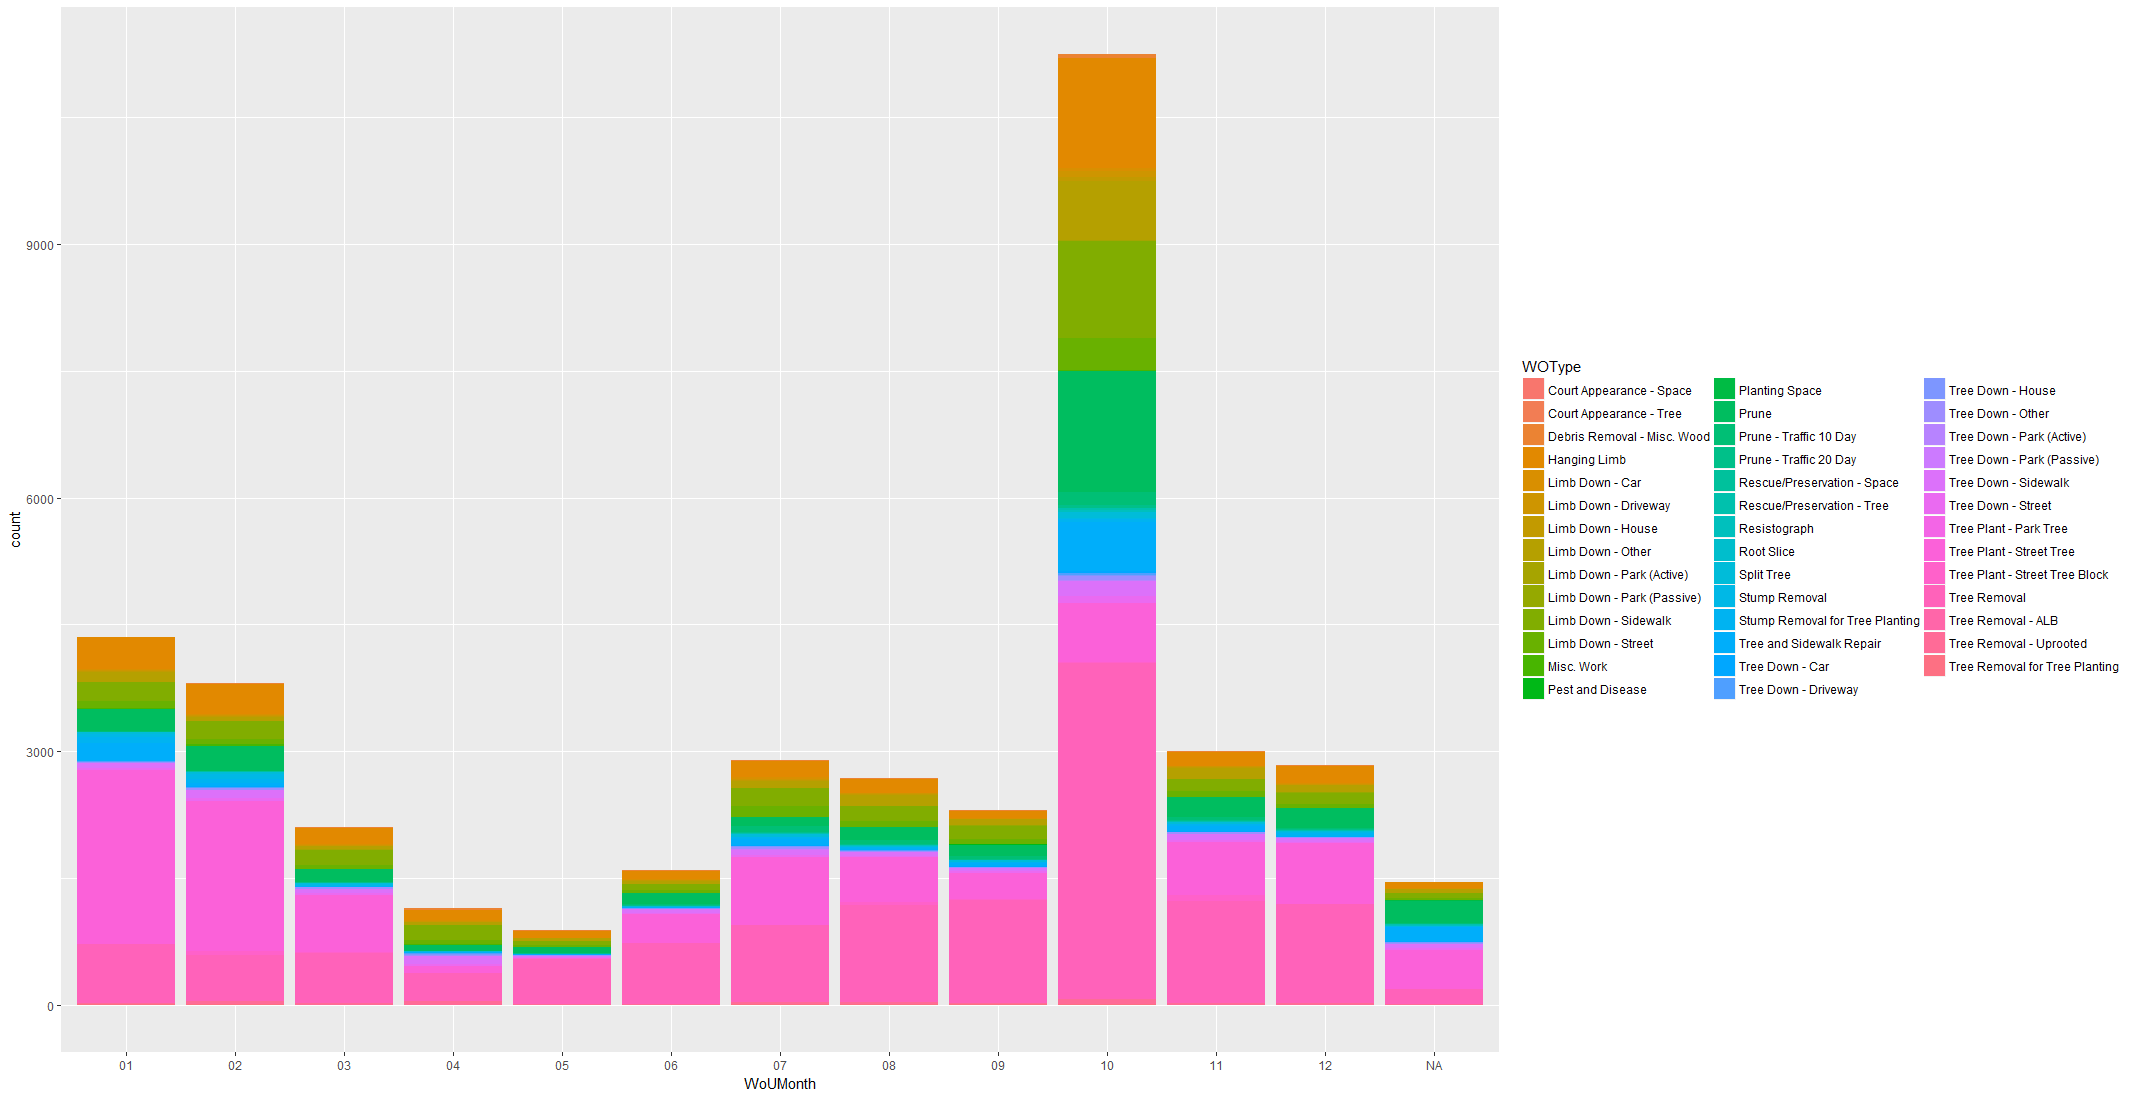 9000
6000
3000
0
count
01 02 03 04 05 06 07 08 09 10 11 12 NA
WoUMonth
WOType
Court Appearance - Space
Court Appearance - Tree
Debris Removal - Misc. Wood
Hanging Limb
Limb Down - Car
Limb Down - Driveway
Limb Down - House
Limb Down - Other
Limb Down - Park (Active)
Limb Down - Park (Passive)
Limb Down - Sidewalk
Limb Down - Street
Misc. Work
Pest and Disease
Planting Space
Prune
Prune - Traffic 10 Day
Prune - Traffic 20 Day
Rescue/Preservation - Space
Rescue/Preservation - Tree
Resistograph
Root Slice
Split Tree
Stump Removal
Stump Removal for Tree Planting
Tree and Sidewalk Repair
Tree Down - Car
Tree Down - Driveway
Tree Down - House
Tree Down - Other
Tree Down - Park (Active)
Tree Down - Park (Passive)
Tree Down - Sidewalk
Tree Down - Street
Tree Plant - Park Tree
Tree Plant - Street Tree
Tree Plant - Street Tree Block
Tree Removal
Tree Removal - ALB
Tree Removal - Uprooted
Tree Removal for Tree Planting